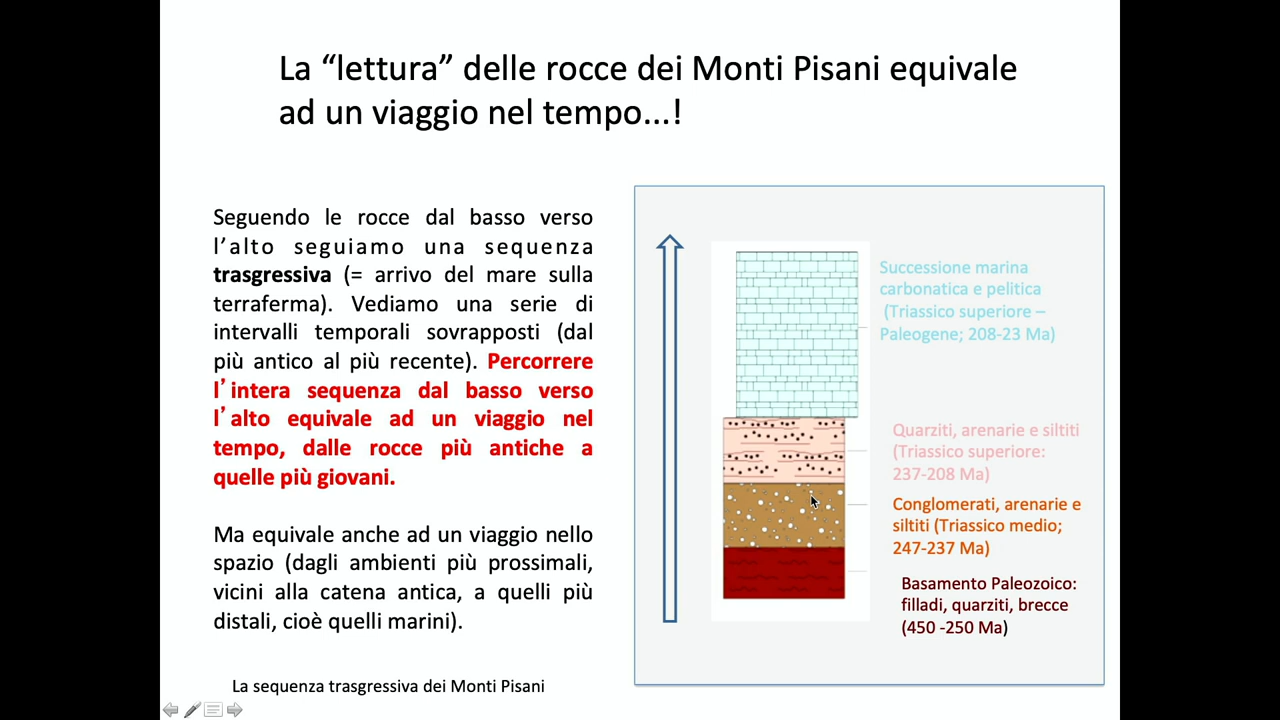 La “lettura” delle rocce dei Monti Pisani equivale
ad un viaggio nel tempo...!
Seguendo le rocce dal basso verso
l’alto seguiamo una sequenza
trasgressiva (= arrivo del mare sulla
terraferma). Vediamo una serie di
intervalli temporali sovrapposti (dal
più antico al più recente). Percorrere
l’intera sequenza dal basso verso
l’alto equivale ad un viaggio nel
tempo, dalle rocce più antiche a
quelle più giovani.
Ma equivale anche ad un viaggio nello
spazio (dagli ambienti più prossimali,
vicini alla catena antica, a quelli più
distali, cioè quelli marini).
La sequenza trasgressiva dei Monti Pisani
Successione marina
carbonatica e pelitica
(Triassico superiore –
Paleogene; 208-23 Ma)
Quarziti, arenarie e siltiti
(Triassico superiore:
237-208 Ma)
Conglomerati, arenarie e
siltiti (Triassico medio;
247-237 Ma)
Basamento Paleozoico:
filladi, quarziti, brecce
(450 -250 Ma)